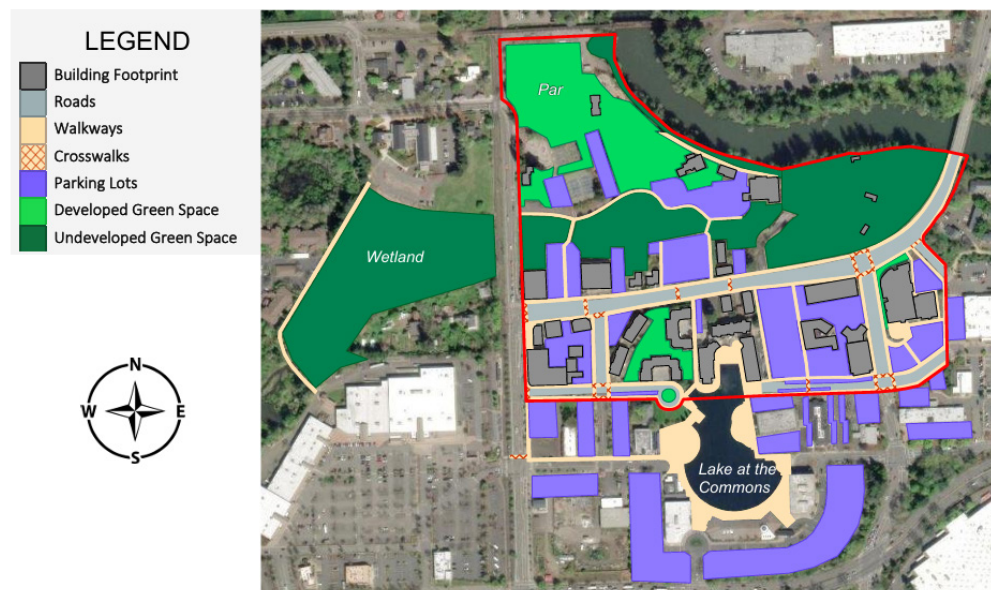 LEGEND
Building Footprint
Roads
Walkways
Crosswalks
Parking Lots
Developed Green Space
Undeveloped Green Space
Par
Wetland
N
W E
S
Lake at the
Commons